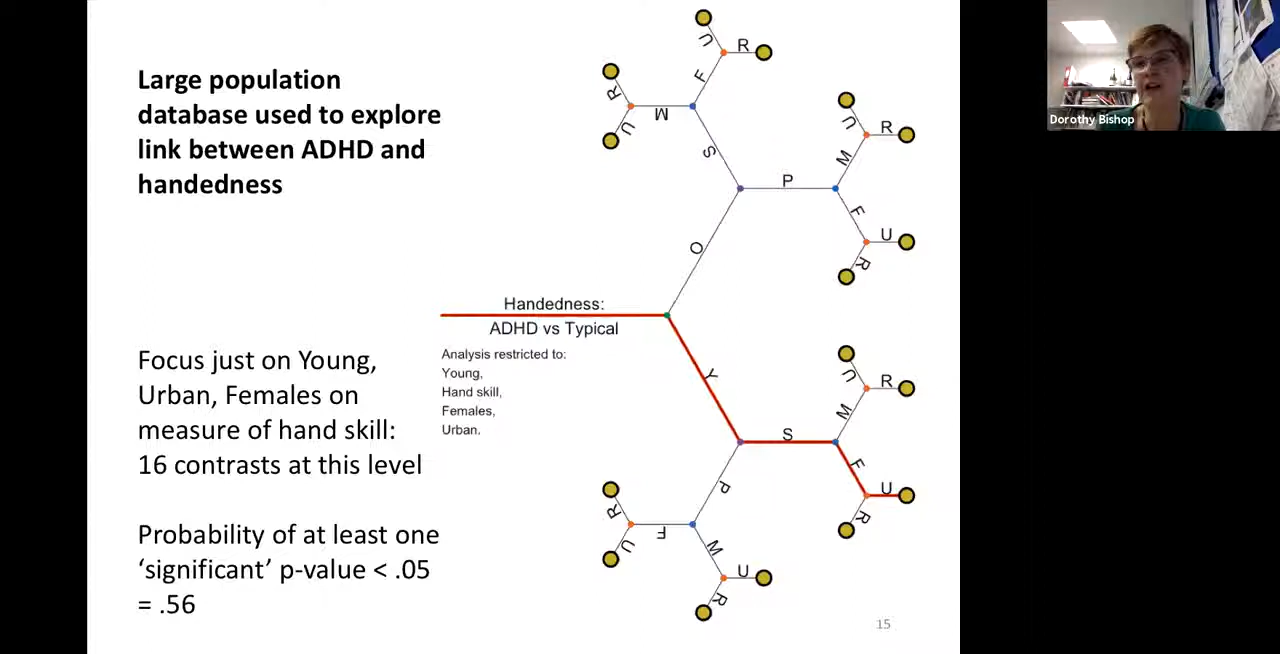 Large population
database used to explore
link between ADHD and
handedness
Focus just on Young,
Urban, Females on
measure of hand skill:
16 contrasts at this level
Probability of at least one
‘significant’ p-value < .05
= .56
Handedness:
ADHD vs Typical
Analysis restricted to:
Young,
Hand skill,
Females,
Urban.
U
R
F
R
M
U
S
U
R
M
P
F
U
R
O
Y
U
R
M
S
F
U
R
P
R
F
U
M
U
R
15
Dorothy Bishop